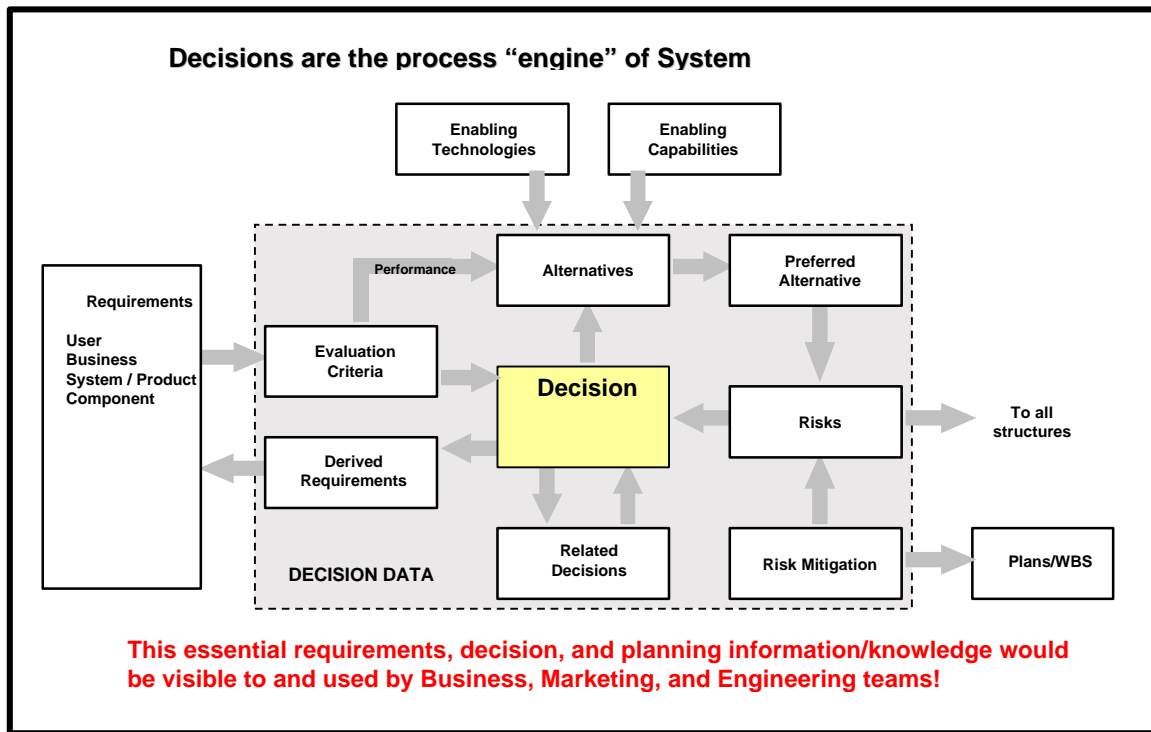 Decisions are the process “engine” of System
Enabling
Technologies
Enabling
Capabilities
Performance
Alternatives
Preferred
Alternative
Requirements
User
Business
System / Product
Component
Evaluation
Criteria
Decision
Risks
To all
structures
Derived
Requirements
DECISION DATA
Related
Decisions
Risk Mitigation
Plans/WBS
This essential requirements, decision, and planning information/knowledge would
be visible to and used by Business, Marketing, and Engineering teams!